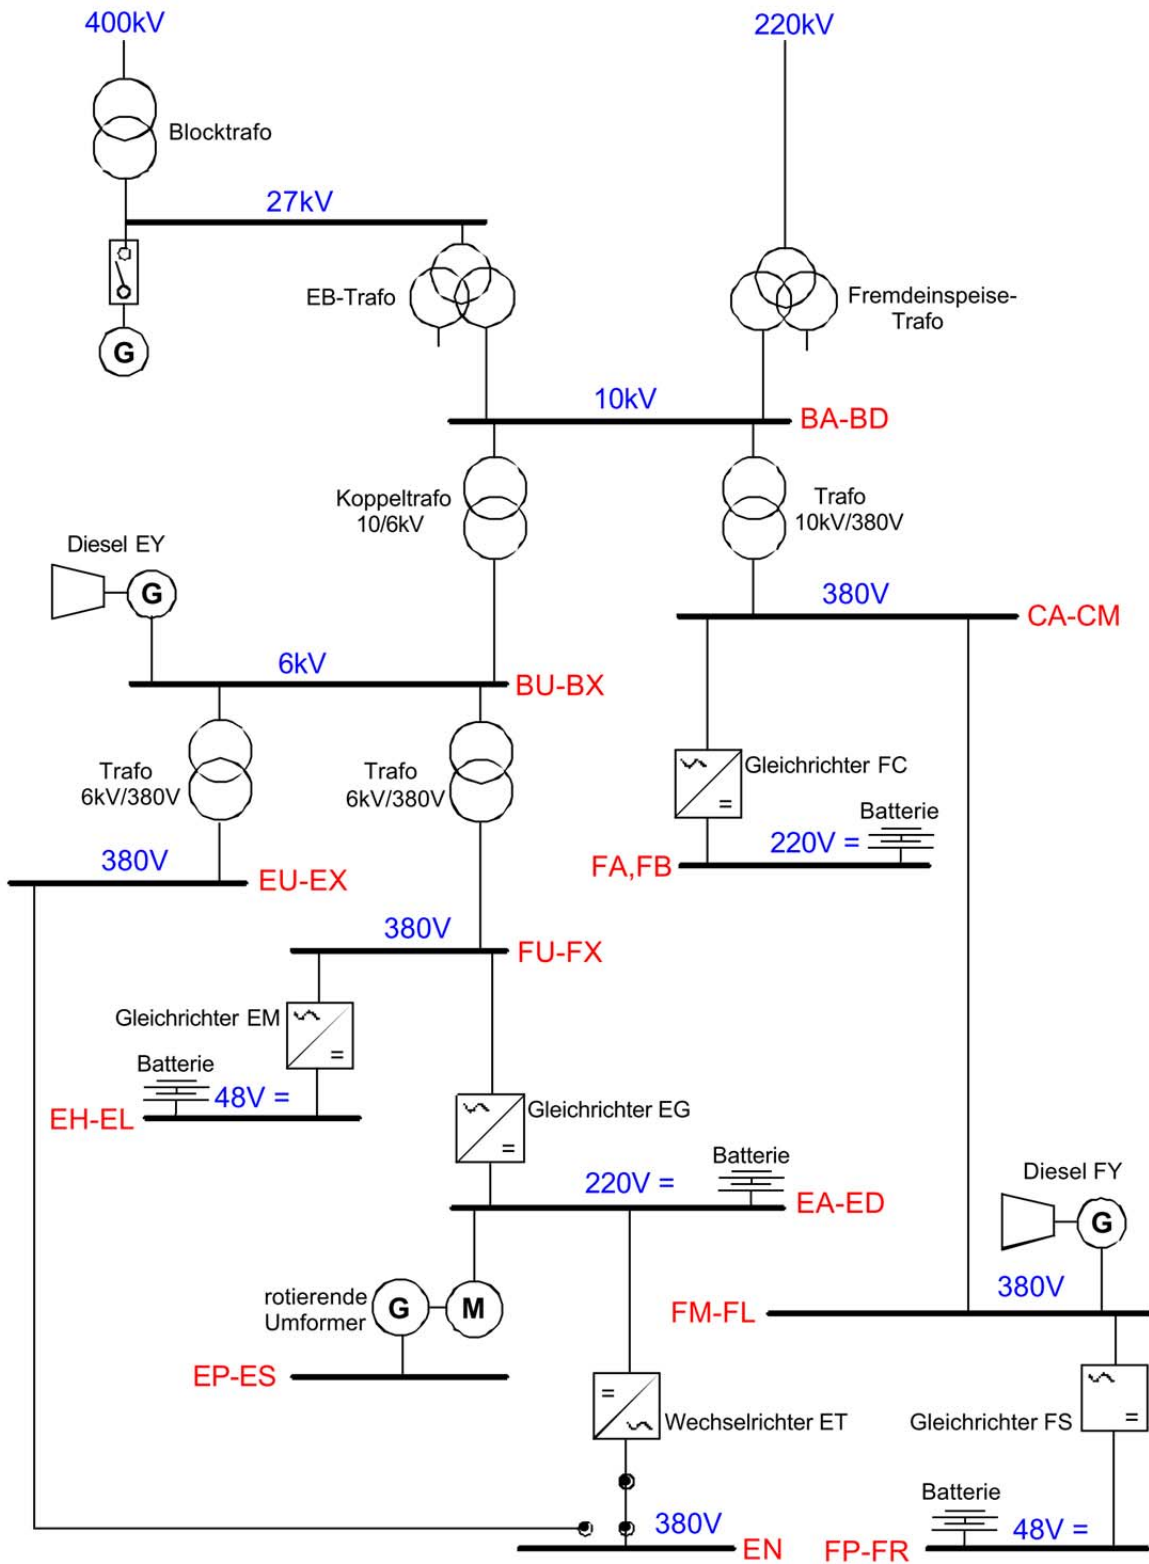 400kV
220kV
Blocktrafo
27kV
EB-Trafo
Fremdeinspeise-
Trafo
G
10kV
BA-BD
Koppeltrafo
10/6kV
Trafo
10kV/380V
Diesel EY
G
380V
CA-CM
6kV
BU-BX
Trafo
6kV/380V
Trafo
6kV/380V
Gleichrichter FC
Batterie
220V =
FA,FB
380V
EU-EX
380V
FU-FX
Gleichrichter EM
Batterie
48V =
EH-EL
Gleichrichter EG
Batterie
220V =
EA-ED
Diesel FY
G
rotierende
Umformer
G
M
380V
FM-FL
EP-ES
Wechselrichter ET
Gleichrichter FS
Batterie
380V
EN
48V =
FP-FR